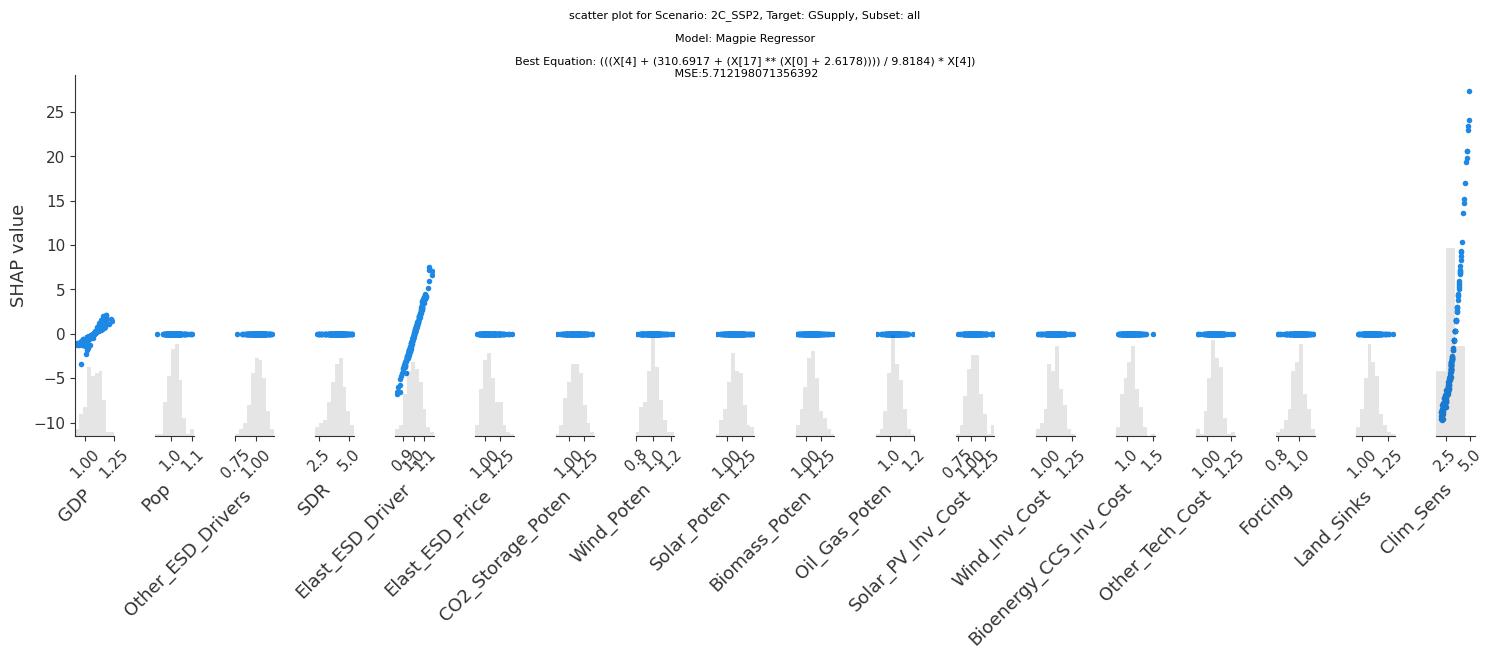 scatter plot for Scenario: 2C_SSP2, Target: GSupply, Subset: all
Model: Magpie Regressor
Best Equation: (((X[4] + (310.6917 + (X[17] ** (X[0] + 2.6178)))) / 9.8184) * X[4])
MSE:5.712198071356392
SHAP value
25
20
15
10
5
0
−5
−10
1.00 1.25
GDP
1.0 1.1
Pop
0.75 1.00
Other_ESD_Drivers
2.5 5.0
SDR
0.9 1.0 1.1
Elast_ESD_Driver
1.00 1.25
Elast_ESD_Price
1.00 1.25
CO2_Storage_Poten
0.8 1.0 1.2
Wind_Poten
1.00 1.25
Solar_Poten
1.00 1.25
Biomass_Poten
1.0 1.2
Oil_Gas_Poten
0.75 1.00 1.25
Solar_PV_Inv_Cost
1.00 1.25
Wind_Inv_Cost
1.0 1.5
Bioenergy_CCS_Inv_Cost
1.00 1.25
Other_Tech_Cost
0.8 1.0
Forcing
1.00 1.25
Land_Sinks
2.5 5.0
Clim_Sens